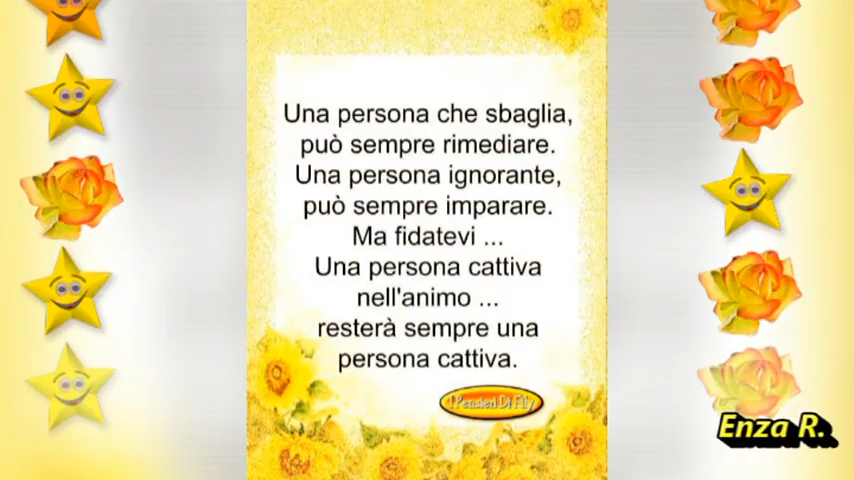 Una persona che sbaglia,
può sempre rimediare.
Una persona ignorante,
può sempre imparare.
Ma fidatevi ...
Una persona cattiva
nell'animo ...
resterà sempre una
persona cattiva.
I Pensieri Di Fily
Enza R.